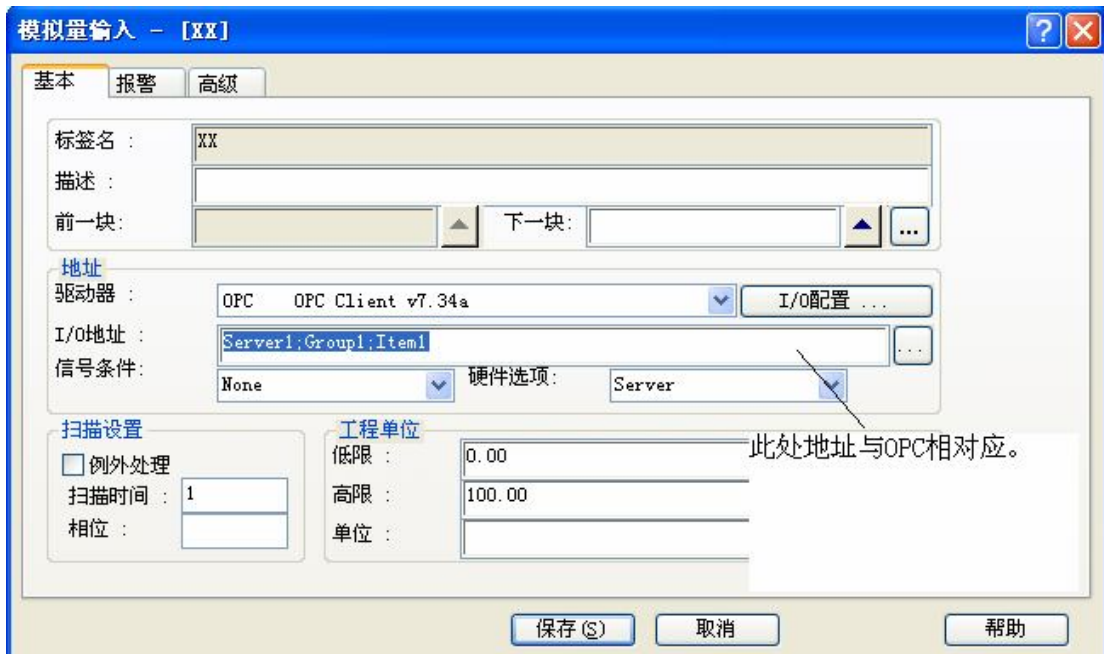 模拟量输入 - [XX]
基本 报警 高级
标签名 : XX
描述 :
前一块: 下一块: ...
地址
驱动器 : OPC OPC Client v7.34a I/O配置 ...
I/O地址 : Server1;Group1;Item1 ...
信号条件: None 硬件选项: Server
扫描设置
例外处理
扫描时间 : 1
相位 :
工程单位
低限 : 0.00
高限 : 100.00
单位 :
此处地址与OPC相对应。
保存(S) 取消 帮助